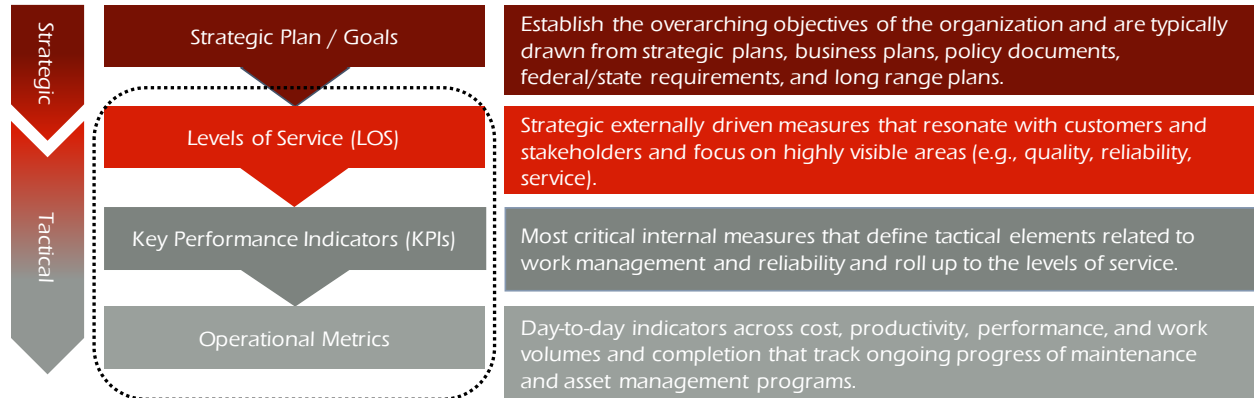 Strategic
Tactical
Strategic Plan / Goals
Establish the overarching objectives of the organization and are typically
drawn from strategic plans, business plans, policy documents,
federal/state requirements, and long range plans.
Levels of Service (LOS)
Strategic externally driven measures that resonate with customers and
stakeholders and focus on highly visible areas (e.g., quality, reliability,
service).
Key Performance Indicators (KPIs)
Most critical internal measures that define tactical elements related to
work management and reliability and roll up to the levels of service.
Operational Metrics
Day-to-day indicators across cost, productivity, performance, and work
volumes and completion that track ongoing progress of maintenance
and asset management programs.